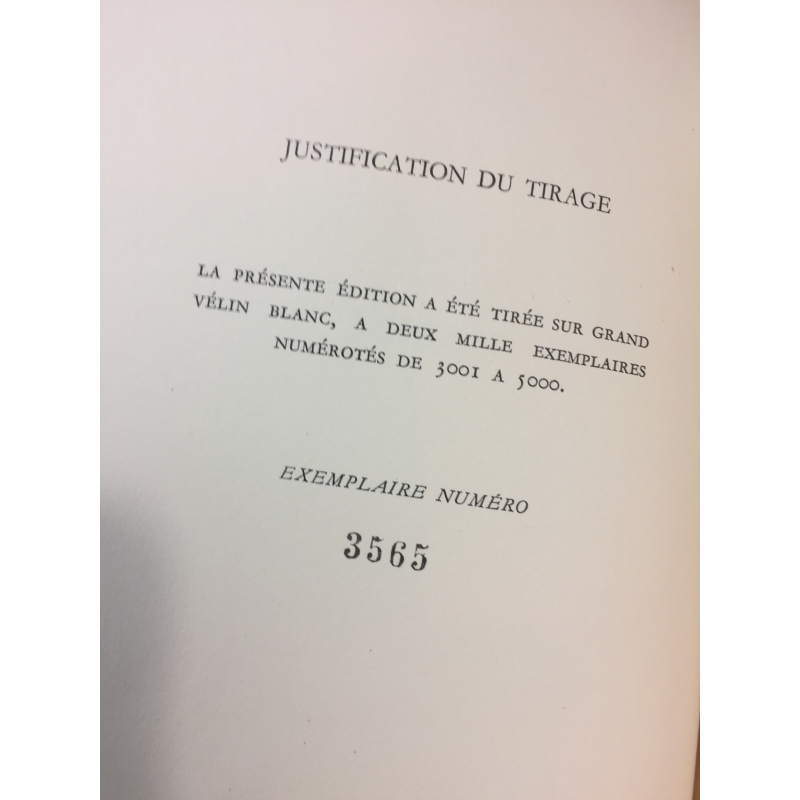 JUSTIFICATION DU TIRAGE
LA PRÉSENTE ÉDITION A ÉTÉ TIRÉE SUR GRAND
VÉLIN BLANC, A DEUX MILLE EXEMPLAIRES
NUMÉROTÉS DE 3001 A 5000.
EXEMPLAIRE NUMÉRO
3565